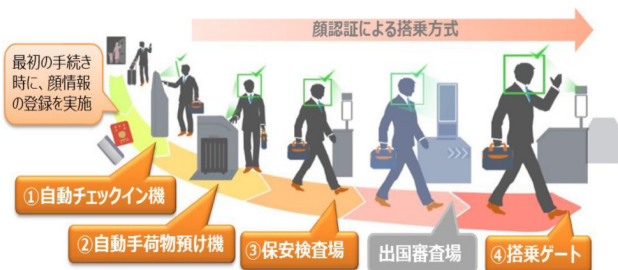 顔認証による搭乗方式
最初の手続き
時に、顔情報
の登録を実施
①自動チェックイン機
②自動手荷物預け機
③保安検査場
出国審査場
④搭乗ゲート